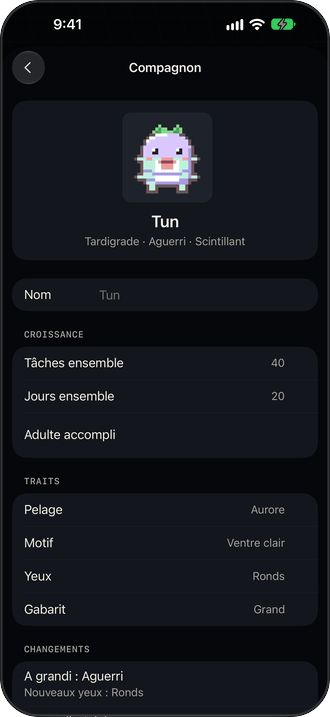 9:41
Compagnon
Tun
Tardigrade · Aguerri · Scintillant
Nom Tun
CROISSANCE
Tâches ensemble 40
Jours ensemble 20
Adulte accompli
TRAITS
Pelage Aurore
Motif Ventre clair
Yeux Ronds
Gabarit Grand
CHANGEMENTS
A grandi : Aguerri
Nouveaux yeux : Ronds